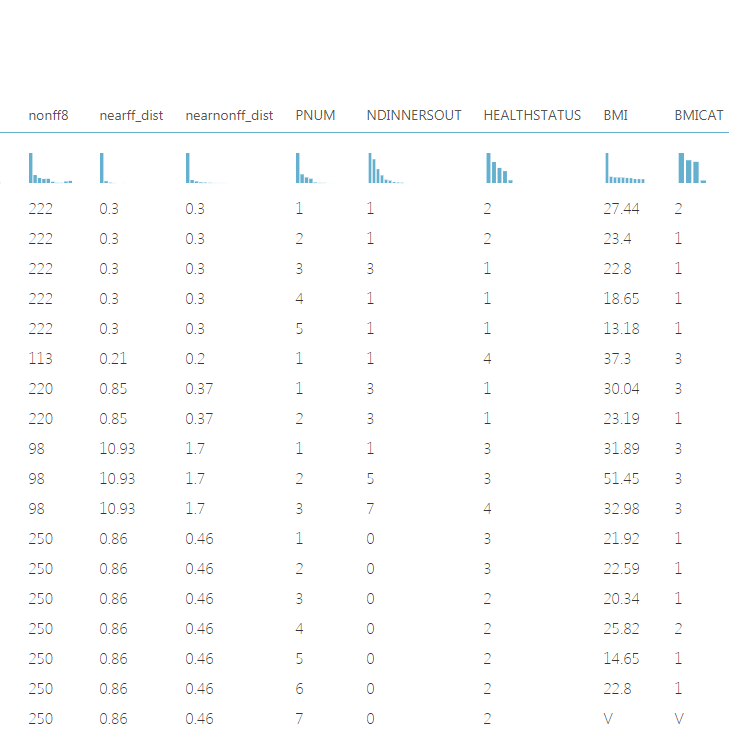 nonff8 nearff_dist nearnonff_dist PNUM NDINNERSOUT HEALTHSTATUS BMI BMICAT
222 0.3 0.3 1 1 2 27.44 2
222 0.3 0.3 2 1 2 23.4 1
222 0.3 0.3 3 3 1 22.8 1
222 0.3 0.3 4 1 1 18.65 1
222 0.3 0.3 5 1 1 13.18 1
113 0.21 0.2 1 1 4 37.3 3
220 0.85 0.37 1 3 1 30.04 3
220 0.85 0.37 2 3 1 23.19 1
98 10.93 1.7 1 1 3 31.89 3
98 10.93 1.7 2 5 3 51.45 3
98 10.93 1.7 3 7 4 32.98 3
250 0.86 0.46 1 0 3 21.92 1
250 0.86 0.46 2 0 3 22.59 1
250 0.86 0.46 3 0 2 20.34 1
250 0.86 0.46 4 0 2 25.82 2
250 0.86 0.46 5 0 2 14.65 1
250 0.86 0.46 6 0 2 22.8 1
250 0.86 0.46 7 0 2 V V